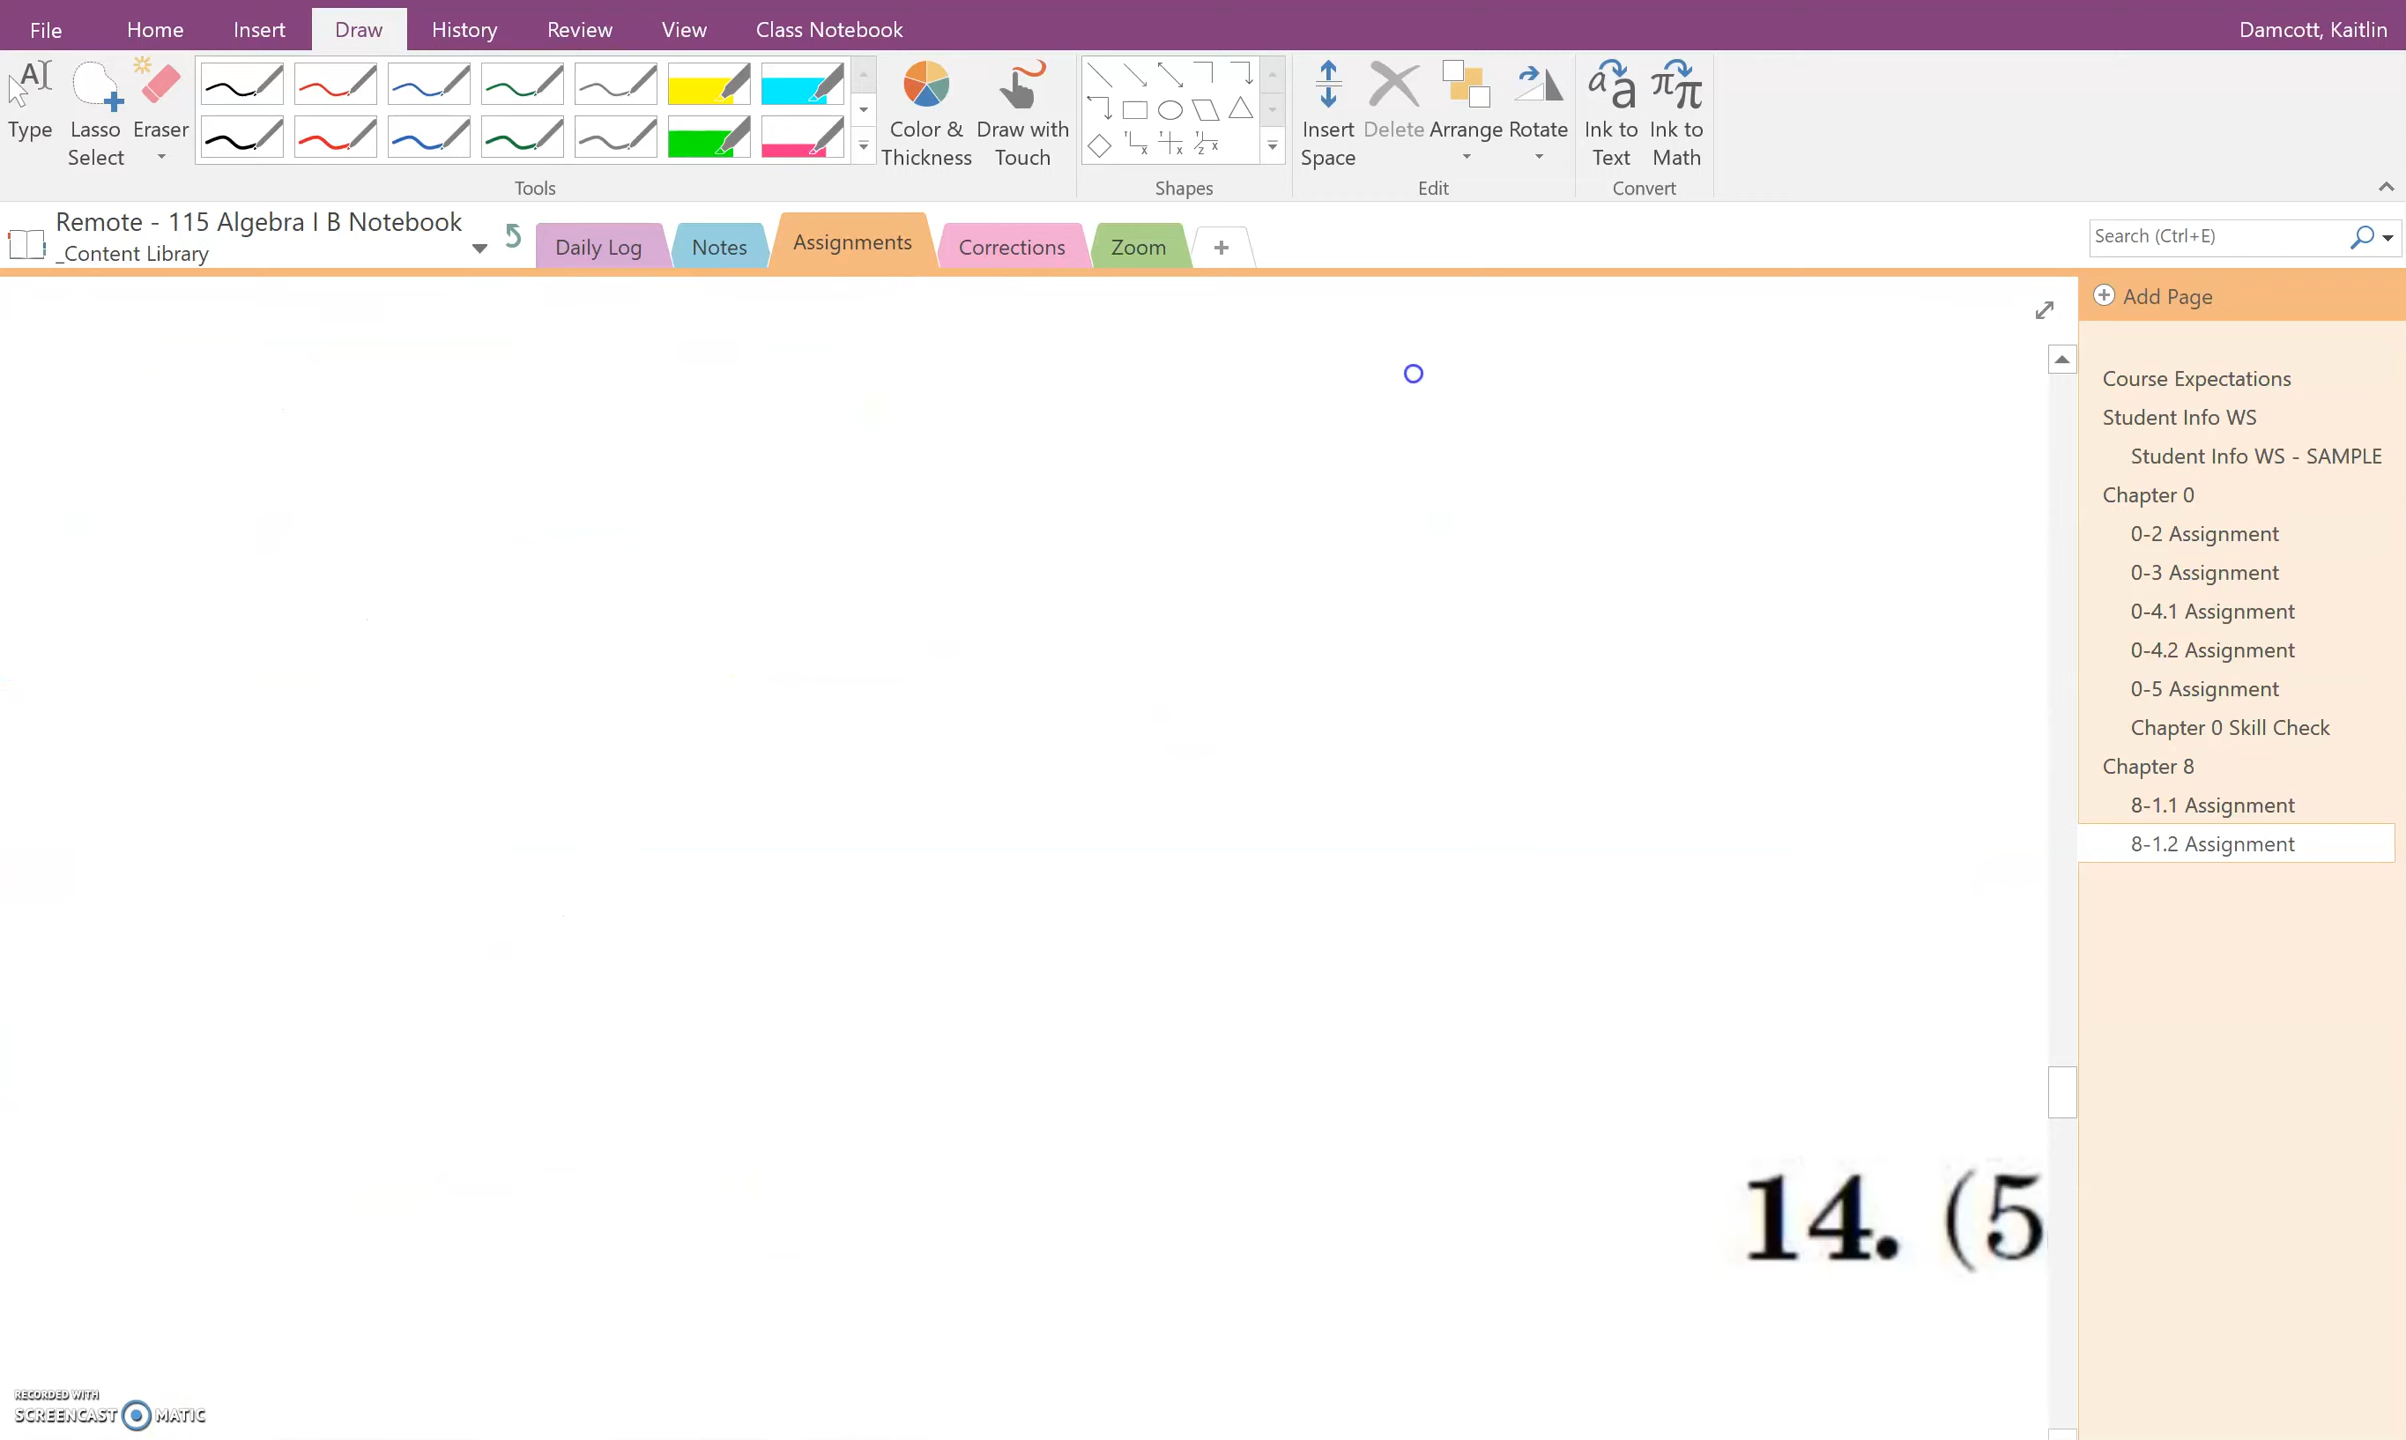 File Home Insert Draw History Review View Class Notebook Damcott, Kaitlin
Type Lasso Select Eraser Color & Thickness Draw with Touch Insert Space Delete Arrange Rotate Ink to Text Ink to Math
Tools Shapes Edit Convert
Remote - 115 Algebra I B Notebook
_Content Library
Daily Log Notes Assignments Corrections Zoom
Search (Ctrl+E)
Add Page
Course Expectations
Student Info WS
Student Info WS - SAMPLE
Chapter 0
0-2 Assignment
0-3 Assignment
0-4.1 Assignment
0-4.2 Assignment
0-5 Assignment
Chapter 0 Skill Check
Chapter 8
8-1.1 Assignment
8-1.2 Assignment
14. (5
RECORDED WITH
SCREENCAST MATIC